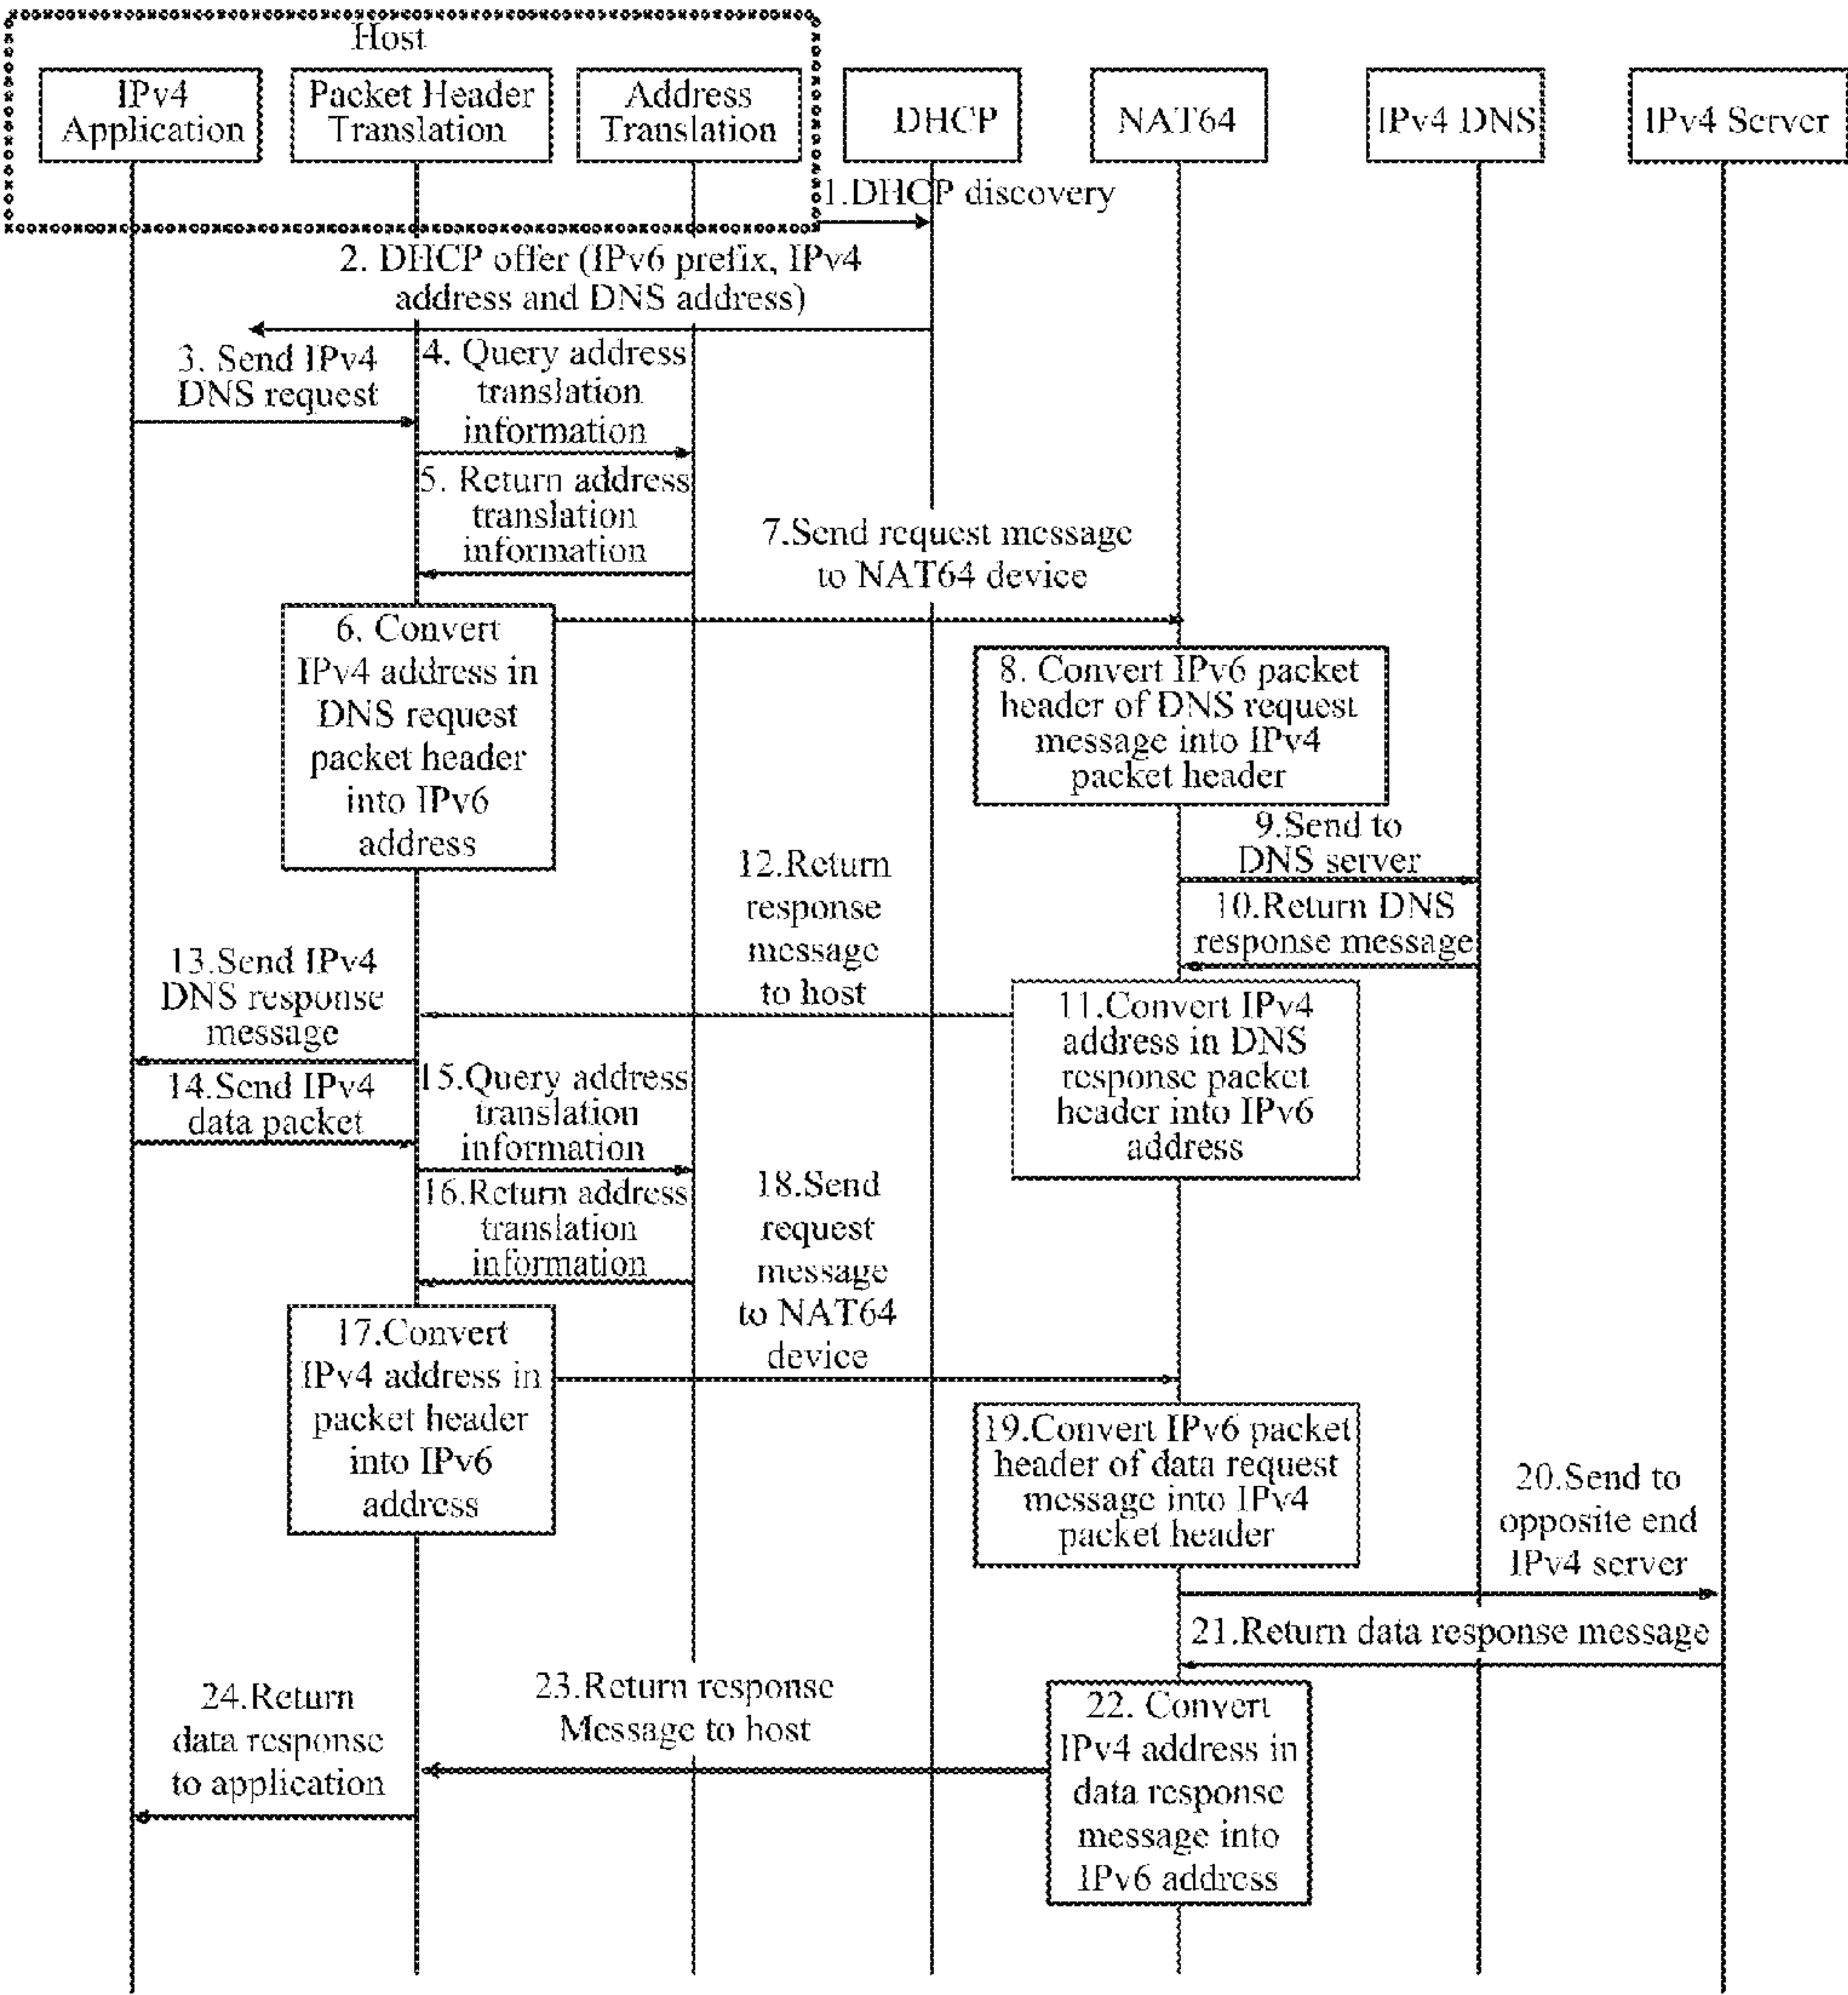 Host
IPv4
Application
Packet Header
Translation
Address
Translation
DHCP
NAT64
IPv4 DNS
IPv4 Server
1.DHCP discovery
2. DHCP offer (IPv6 prefix, IPv4
address and DNS address)
3. Send IPv4
DNS request
4. Query address
translation
information
5. Return address
translation
information
6. Convert
IPv4 address in
DNS request
packet header
into IPv6
address
7.Send request message
to NAT64 device
8. Convert IPv6 packet
header of DNS request
message into IPv4
packet header
9.Send to
DNS server
10.Return DNS
response message
11.Convert IPv4
address in DNS
response packet
header into IPv6
address
12.Return
response
message
to host
13.Send IPv4
DNS response
message
14.Send IPv4
data packet
15.Query address
translation
information
16.Return address
translation
information
17.Convert
IPv4 address in
packet header
into IPv6
address
18.Send
request
message
to NAT64
device
19.Convert IPv6 packet
header of data request
message into IPv4
packet header
20.Send to
opposite end
IPv4 server
21.Return data response message
22. Convert
IPv4 address in
data response
message into
IPv6 address
23.Return response
Message to host
24.Return
data response
to application